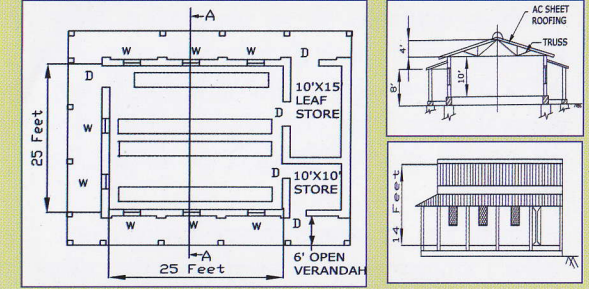 A
W W W D
D
10'X15'
LEAF
STORE
D
W
25 Feet
D
10'X10'
STORE
W
W W W D
A
6' OPEN
VERANDAH
25 Feet
AC SHEET
ROOFING
TRUSS
4'
10'
8'
14 Feet